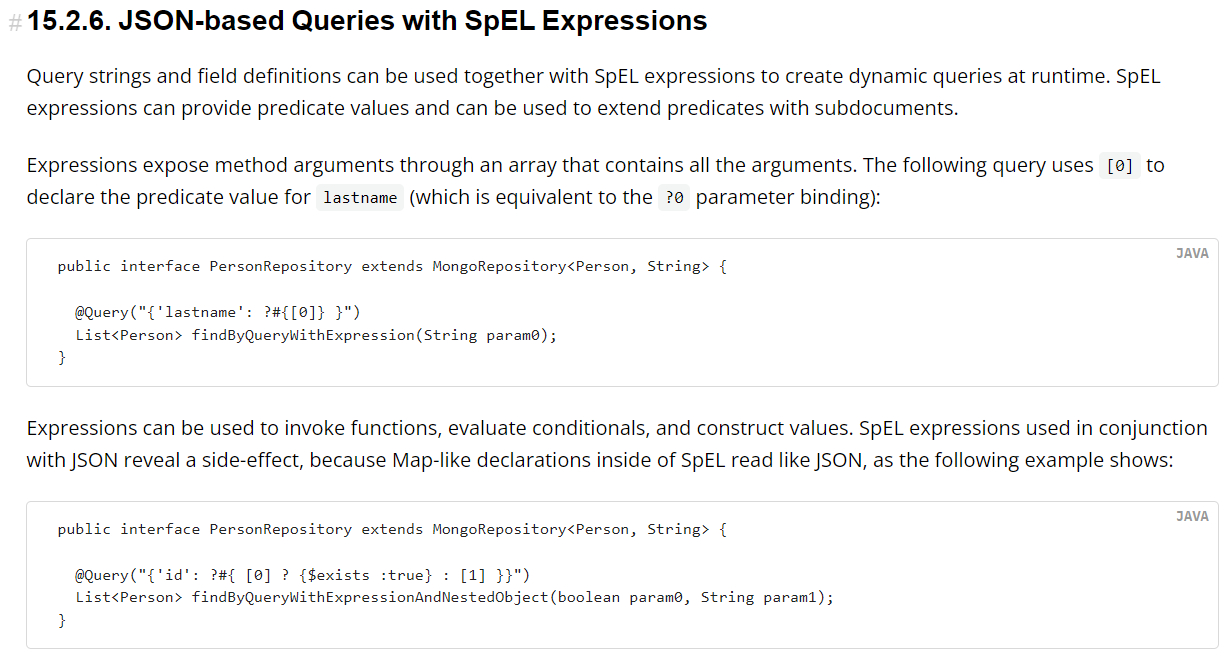 # 15.2.6. JSON-based Queries with SpEL Expressions
Query strings and field definitions can be used together with SpEL expressions to create dynamic queries at runtime. SpEL
expressions can provide predicate values and can be used to extend predicates with subdocuments.
Expressions expose method arguments through an array that contains all the arguments. The following query uses [0] to
declare the predicate value for lastname (which is equivalent to the ?0 parameter binding):
JAVA
public interface PersonRepository extends MongoRepository<Person, String> {
  @Query("{'lastname': ?#{[0]} }")
  List<Person> findByQueryWithExpression(String param0);
}
Expressions can be used to invoke functions, evaluate conditionals, and construct values. SpEL expressions used in conjunction
with JSON reveal a side-effect, because Map-like declarations inside of SpEL read like JSON, as the following example shows:
JAVA
public interface PersonRepository extends MongoRepository<Person, String> {
  @Query("{'id': ?#{ [0] ? {$exists :true} : [1] }}")
  List<Person> findByQueryWithExpressionAndNestedObject(boolean param0, String param1);
}